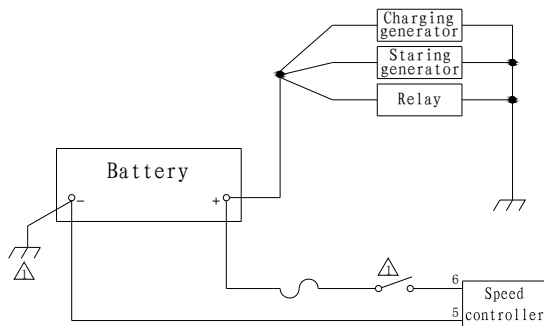 Charging
generator
Staring
generator
Relay
Battery
-
+
1
1
6
5
Speed
controller